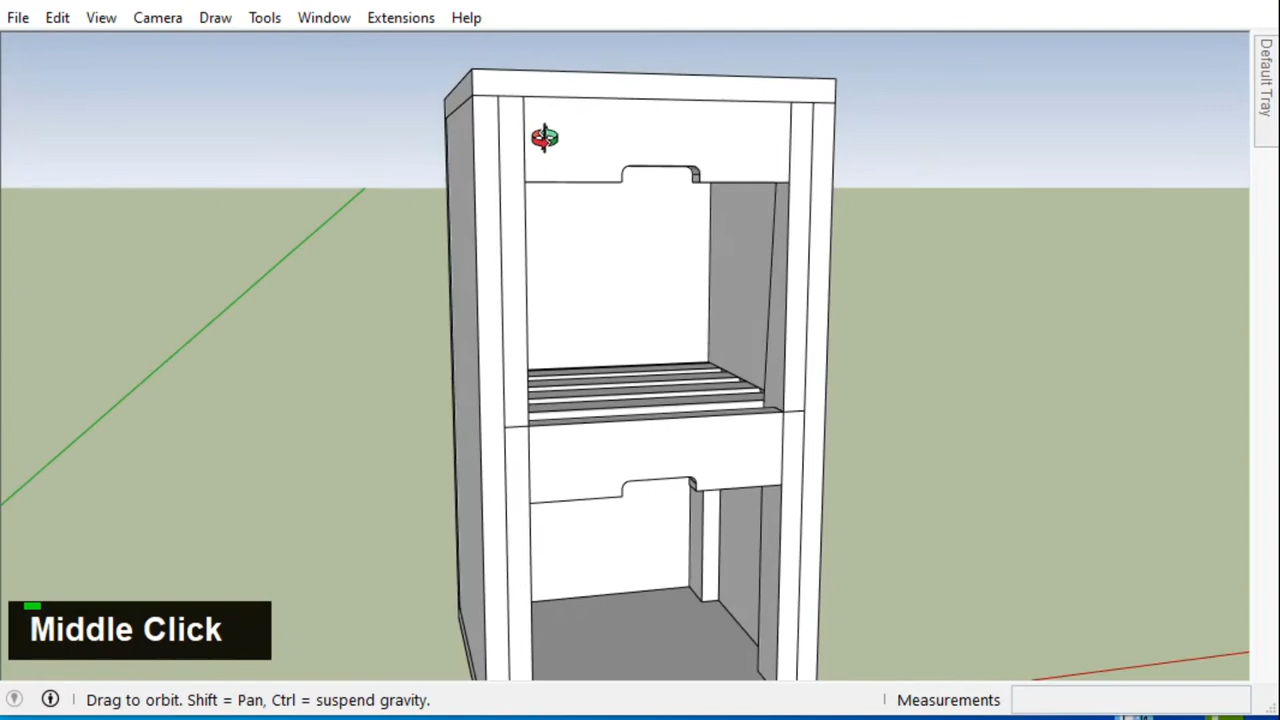 File Edit View Camera Draw Tools Window Extensions Help
Default Tray
Middle Click
Drag to orbit. Shift = Pan, Ctrl = suspend gravity.
Measurements